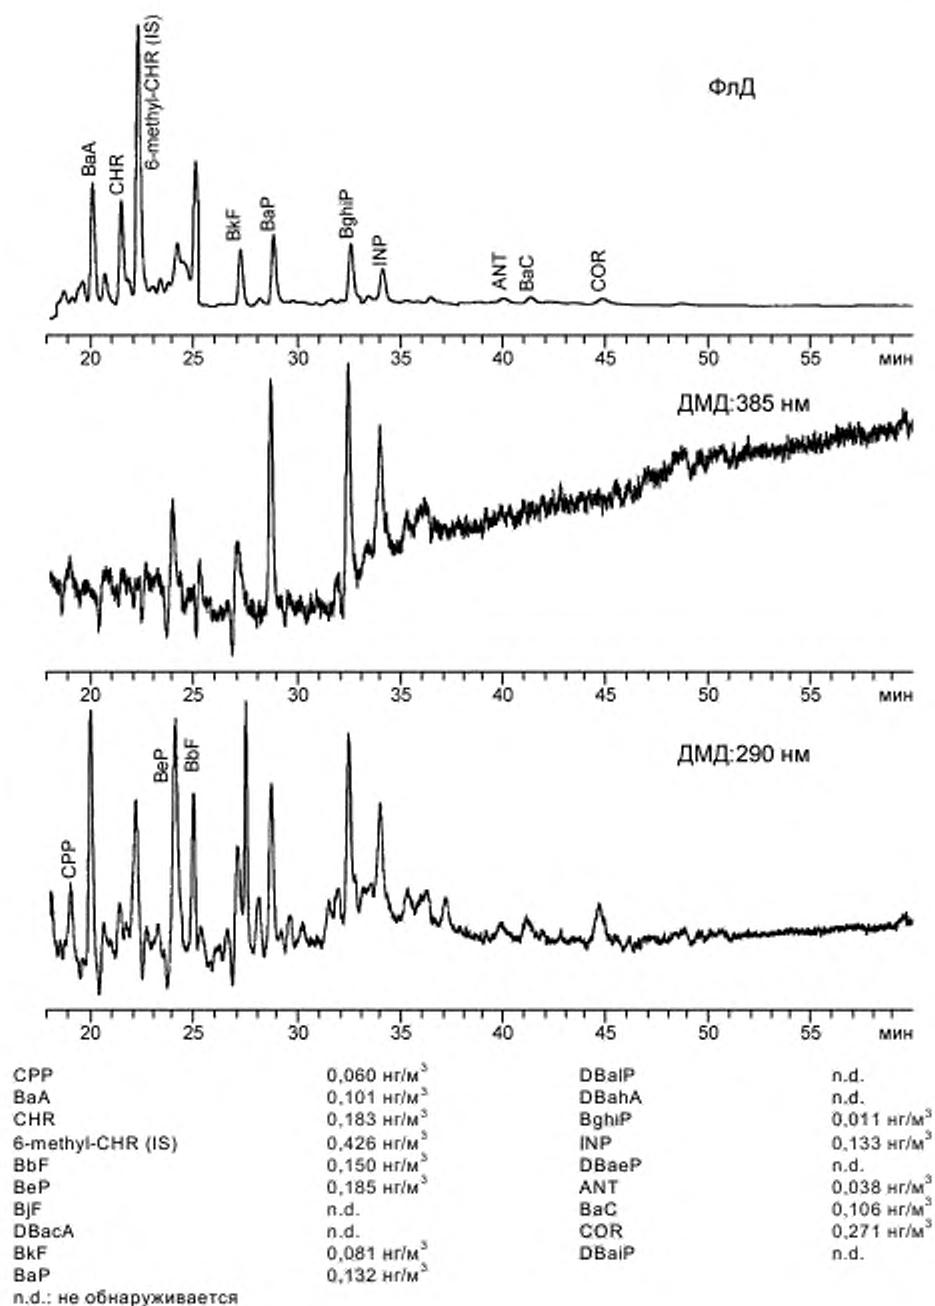 ФлД
6-methyl-CHR (IS)
BaA
CHR
BkF
BaP
BghiP
INP
ANT
BaC
COR
20 25 30 35 40 45 50 55 мин
ДМД:385 нм
20 25 30 35 40 45 50 55 мин
ДМД:290 нм
CPP
BeP
BbF
20 25 30 35 40 45 50 55 мин
CPP 0,060 нг/м³ DBalP n.d.
BaA 0,101 нг/м³ DBahA n.d.
CHR 0,183 нг/м³ BghiP 0,011 нг/м³
6-methyl-CHR (IS) 0,426 нг/м³ INP 0,133 нг/м³
BbF 0,150 нг/м³ DBaeP n.d.
BeP 0,185 нг/м³ ANT 0,038 нг/м³
BjF n.d. BaC 0,106 нг/м³
DBacA n.d. COR 0,271 нг/м³
BkF 0,081 нг/м³ DBaiP n.d.
BaP 0,132 нг/м³
n.d.: не обнаруживается